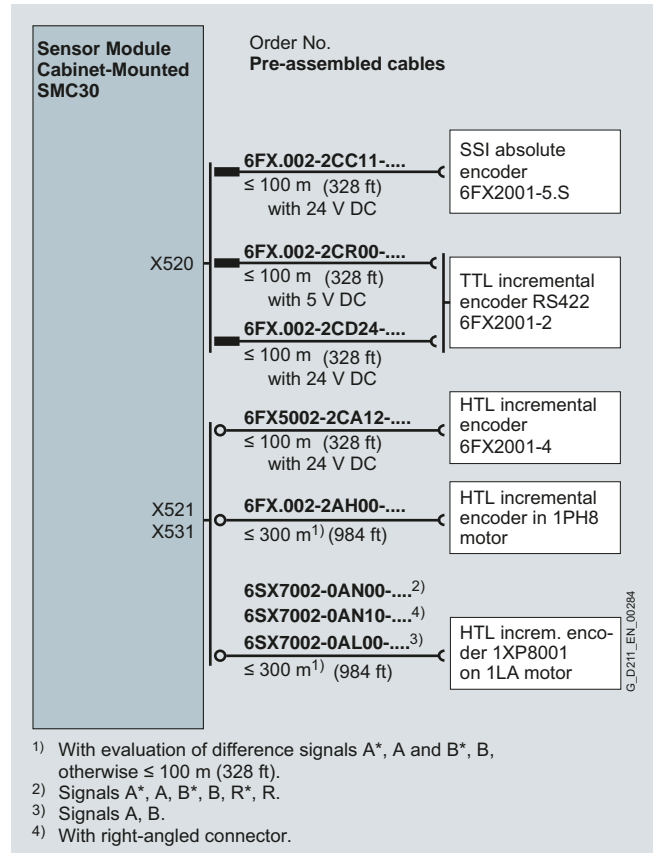 Sensor Module
Cabinet-Mounted
SMC30
Order No.
Pre-assembled cables
6FX.002-2CC11-....
≤ 100 m (328 ft)
with 24 V DC
SSI absolute
encoder
6FX2001-5.S
X520
6FX.002-2CR00-....
≤ 100 m (328 ft)
with 5 V DC
6FX.002-2CD24-....
≤ 100 m (328 ft)
with 24 V DC
TTL incremental
encoder RS422
6FX2001-2
6FX5002-2CA12-....
≤ 100 m (328 ft)
with 24 V DC
HTL incremental
encoder
6FX2001-4
X521
X531
6FX.002-2AH00-....
≤ 300 m1) (984 ft)
HTL incremental
encoder in 1PH8
motor
6SX7002-0AN00-....2)
6SX7002-0AN10-....4)
6SX7002-0AL00-....3)
≤ 300 m1) (984 ft)
HTL increm. enco-
der 1XP8001
on 1LA motor
G_D211_EN_00284
1) With evaluation of difference signals A*, A and B*, B,
otherwise ≤ 100 m (328 ft).
2) Signals A*, A, B*, B, R*, R.
3) Signals A, B.
4) With right-angled connector.